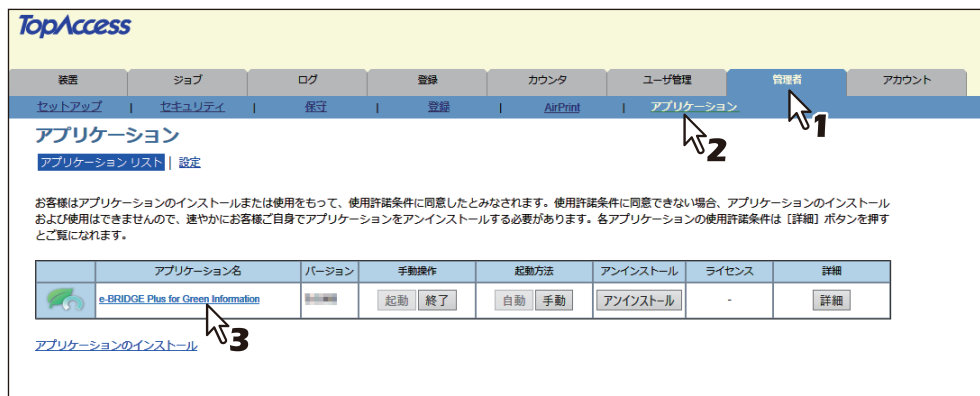 TopAccess
装置 ジョブ ログ 登録 カウンタ ユーザ管理 管理者 アカウント
セットアップ | セキュリティ | 保守 | 登録 | AirPrint | アプリケーション
1
2
アプリケーション
アプリケーション リスト | 設定
お客様はアプリケーションのインストールまたは使用をもって、使用許諾条件に同意したとみなされます。使用許諾条件に同意できない場合、アプリケーションのインストール
および使用はできませんので、速やかにお客様ご自身でアプリケーションをアンインストールする必要があります。各アプリケーションの使用許諾条件は［詳細］ボタンを押す
とご覧になれます。
アプリケーション名 バージョン 手動操作 起動方法 アンインストール ライセンス 詳細
e-BRIDGE Plus for Green Information 起動 終了 自動 手動 アンインストール - 詳細
3
アプリケーションのインストール